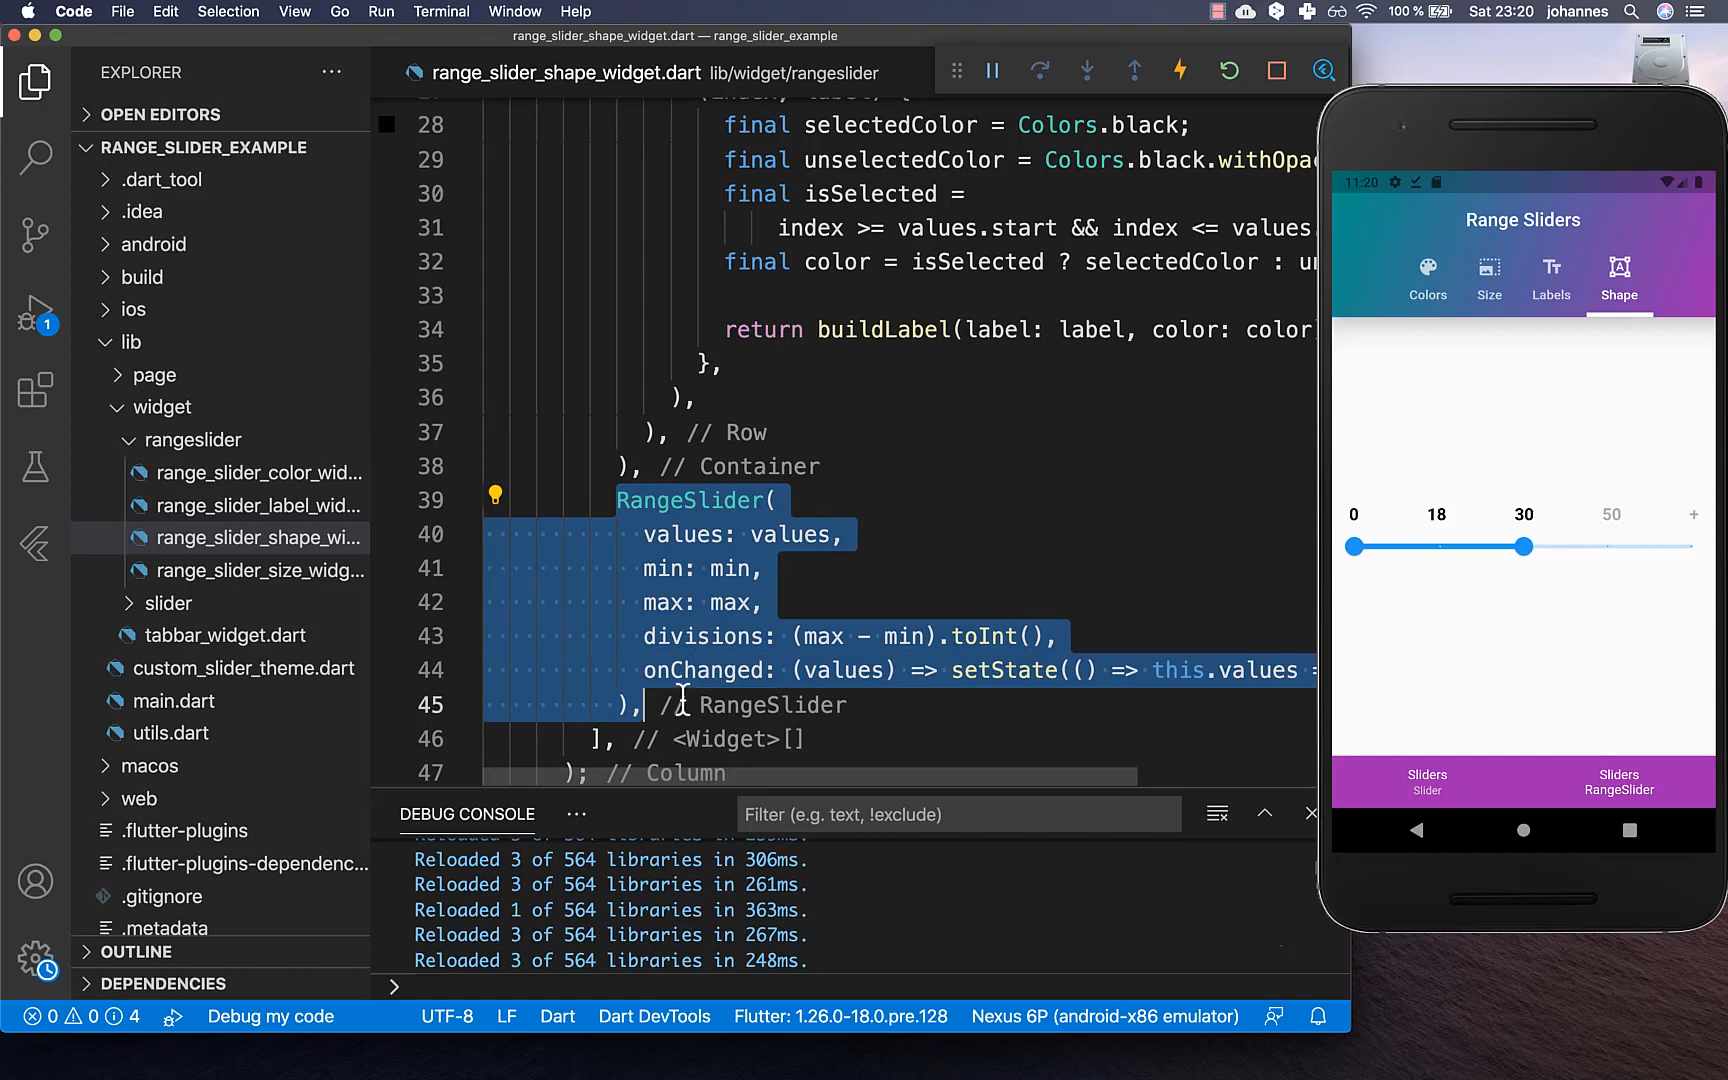 Code File Edit Selection View Go Run Terminal Window Help 100 % Sat 23:20 johannes
range_slider_shape_widget.dart — range_slider_example
EXPLORER
OPEN EDITORS
RANGE_SLIDER_EXAMPLE
.dart_tool
.idea
android
build
ios
lib
page
widget
rangeslider
range_slider_color_wid...
range_slider_label_wid...
range_slider_shape_wi...
range_slider_size_widg...
slider
tabbar_widget.dart
custom_slider_theme.dart
main.dart
utils.dart
macos
web
.flutter-plugins
.flutter-plugins-dependenc...
.gitignore
.metadata
OUTLINE
DEPENDENCIES
1
range_slider_shape_widget.dart lib/widget/rangeslider
28 final selectedColor = Colors.black;
29 final unselectedColor = Colors.black.withOpa
30 final isSelected =
31 index >= values.start && index <= values.
32 final color = isSelected ? selectedColor : un
33
34 return buildLabel(label: label, color: color
35 },
36 ),
37 ), // Row
38 ), // Container
39 RangeSlider(
40 values: values,
41 min: min,
42 max: max,
43 divisions: (max - min).toInt(),
44 onChanged: (values) => setState(() => this.values =
45 ), // RangeSlider
46 ], // <Widget>[]
47 ); // Column
DEBUG CONSOLE
Filter (e.g. text, !exclude)
Reloaded 3 of 564 libraries in 306ms.
Reloaded 3 of 564 libraries in 261ms.
Reloaded 1 of 564 libraries in 363ms.
Reloaded 3 of 564 libraries in 267ms.
Reloaded 3 of 564 libraries in 248ms.
0 0 4 Debug my code UTF-8 LF Dart Dart DevTools Flutter: 1.26.0-18.0.pre.128 Nexus 6P (android-x86 emulator)
11:20
Range Sliders
Colors Size Labels Shape
0 18 30 50 +
Sliders Sliders
Slider RangeSlider